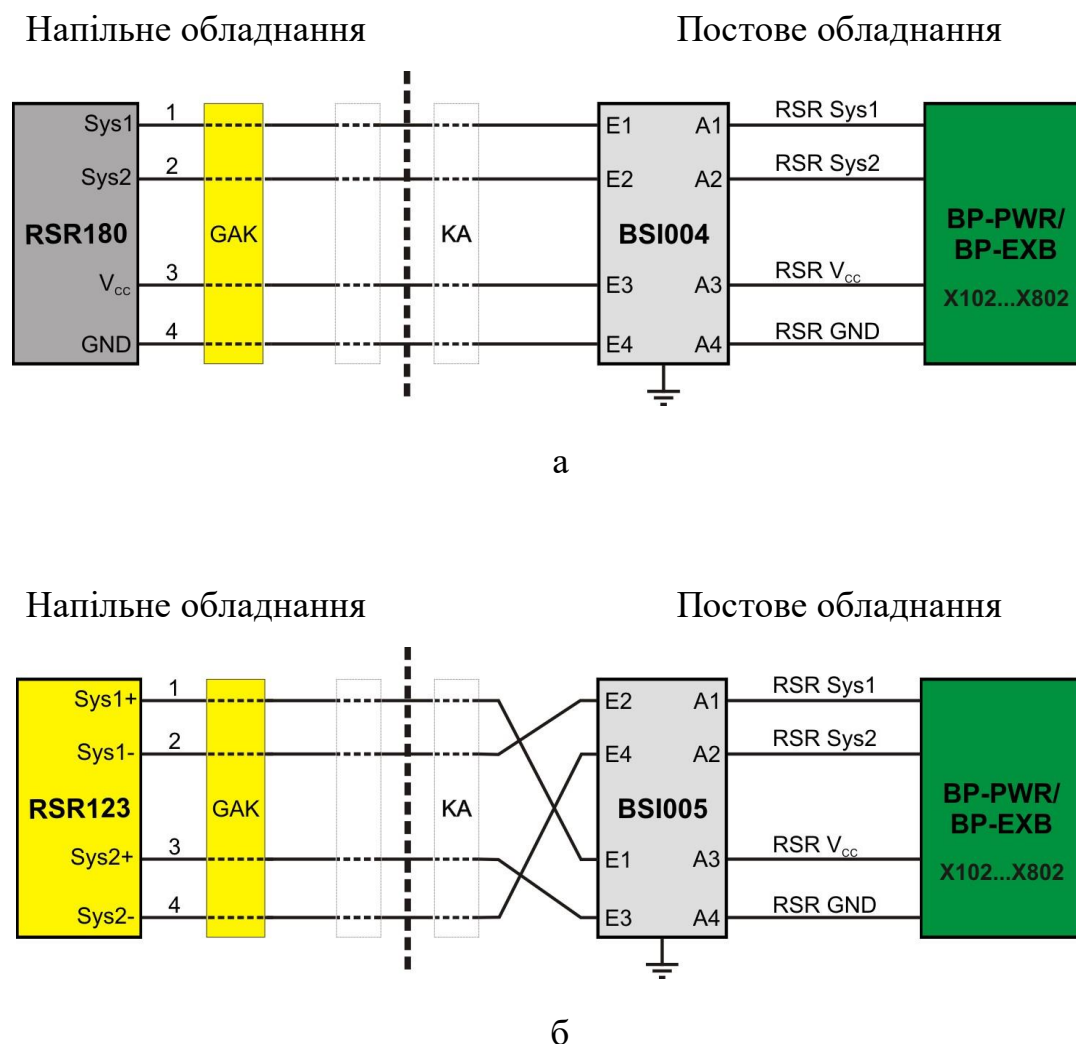 Напільне обладнання Постове обладнання
Sys1 1 E1 A1 RSR Sys1
Sys2 2 E2 A2 RSR Sys2
RSR180 GAK KA BSI004 BP-PWR/
BP-EXB
X102...X802
Vcc 3 E3 A3 RSR Vcc
GND 4 E4 A4 RSR GND
а
Напільне обладнання Постове обладнання
Sys1+ 1 E2 A1 RSR Sys1
Sys1- 2 E4 A2 RSR Sys2
RSR123 GAK KA BSI005 BP-PWR/
BP-EXB
X102...X802
Sys2+ 3 E1 A3 RSR Vcc
Sys2- 4 E3 A4 RSR GND
б